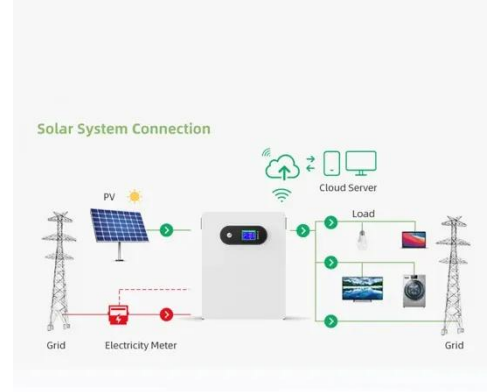 Solar System Connection
PV
Cloud Server
Load
Grid
Electricity Meter
Grid